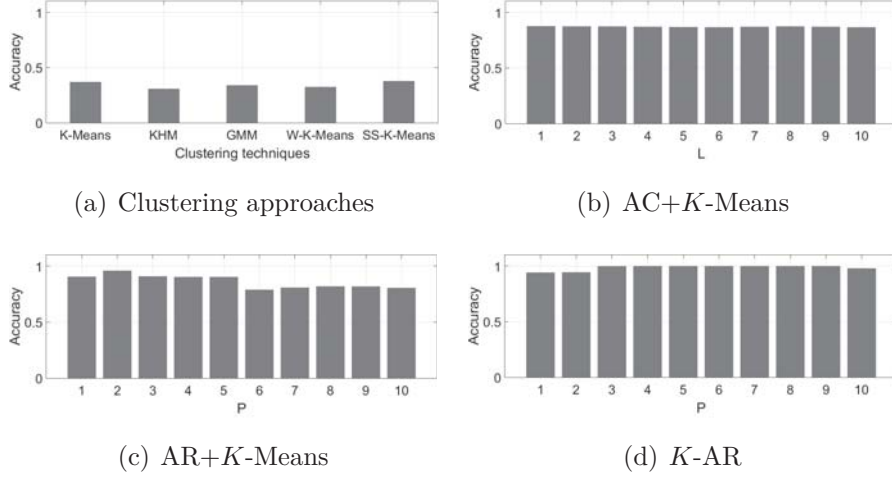 1
0.5
0
Accuracy
K-Means KHM GMM W-K-Means SS-K-Means
Clustering techniques
(a) Clustering approaches
1
0.5
0
Accuracy
1 2 3 4 5 6 7 8 9 10
L
(b) AC+K-Means
1
0.5
0
Accuracy
1 2 3 4 5 6 7 8 9 10
P
(c) AR+K-Means
1
0.5
0
Accuracy
1 2 3 4 5 6 7 8 9 10
P
(d) K-AR